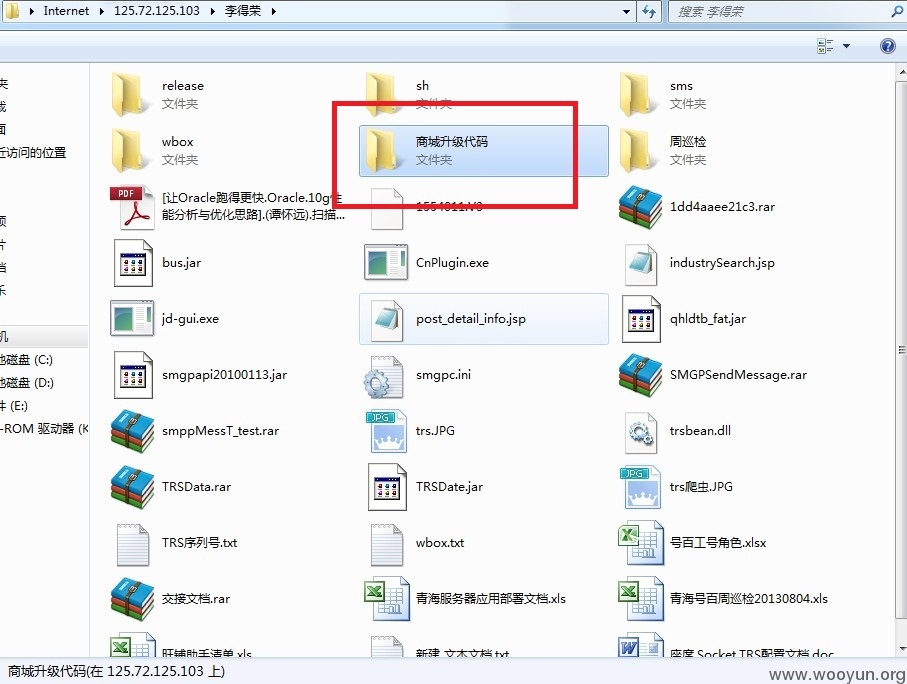 Internet ▸ 125.72.125.103 ▸ 李得荣 ▸
搜索 李得荣
夹
release
文件夹
sh
文件夹
sms
文件夹
面
近访问的位置
wbox
文件夹
商城升级代码
文件夹
周巡检
文件夹
PDF
[让Oracle跑得更快.Oracle.10g性
能分析与优化思路].(谭怀远).扫描...
1dd4aaee21c3.rar
片
乐
bus.jar
CnPlugin.exe
industrySearch.jsp
机
jd-gui.exe
post_detail_info.jsp
qhldtb_fat.jar
地磁盘 (C:)
地磁盘 (D:)
件 (E:)
-ROM 驱动器 (K
smgpapi20100113.jar
smgpc.ini
SMGPSendMessage.rar
smppMessT_test.rar
JPG
trs.JPG
trsbean.dll
TRSData.rar
TRSDate.jar
JPG
trs爬虫.JPG
TRS序列号.txt
wbox.txt
号百工号角色.xlsx
交接文档.rar
青海服务器应用部署文档.xls
青海号百周巡检20130804.xls
旺铺助手清单.xls
新建 文本文档.txt
座席 Socket TRS配置文档.doc
商城升级代码(在 125.72.125.103 上)
www.wooyun.org